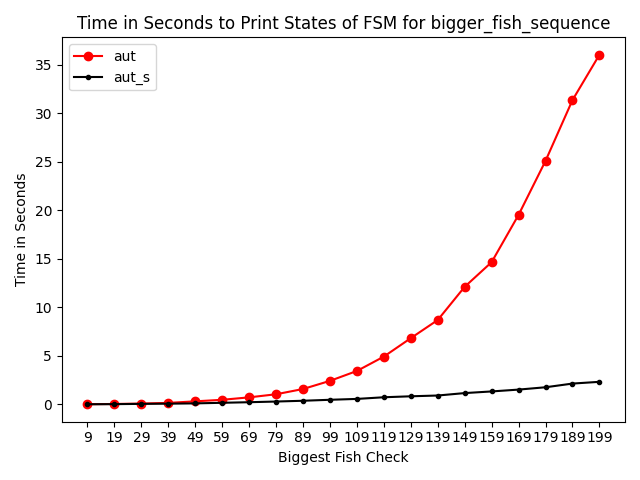 Time in Seconds to Print States of FSM for bigger_fish_sequence
aut
aut_s
35
30
25
20
15
10
5
0
Time in Seconds
9 19 29 39 49 59 69 79 89 99 109 119 129 139 149 159 169 179 189 199
Biggest Fish Check